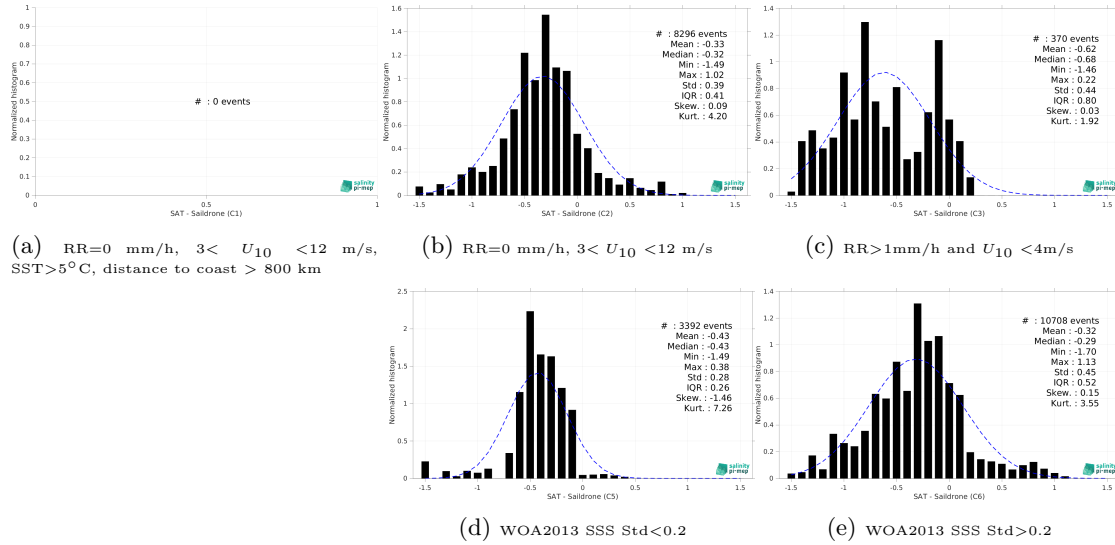 1
0.9
0.8
0.7
0.6
0.5
0.4
0.3
0.2
0.1
0
Normalized histogram
# : 0 events
0
0.5
1
SAT - Saildrone (C1)
salinity
pi-mep
(a) RR=0 mm/h, 3< U10 <12 m/s,
SST>5°C, distance to coast > 800 km
1.6
1.4
1.2
1
0.8
0.6
0.4
0.2
0
Normalized histogram
# : 8296 events
Mean : -0.33
Median : -0.32
Min : -1.49
Max : 1.02
Std : 0.39
IQR : 0.41
Skew. : 0.09
Kurt. : 4.20
-1.5
-1
-0.5
0
0.5
1
1.5
SAT - Saildrone (C2)
salinity
pi-mep
(b) RR=0 mm/h, 3< U10 <12 m/s
1.4
1.2
1
0.8
0.6
0.4
0.2
0
Normalized histogram
# : 370 events
Mean : -0.62
Median : -0.68
Min : -1.46
Max : 0.22
Std : 0.44
IQR : 0.80
Skew. : 0.03
Kurt. : 1.92
-1.5
-1
-0.5
0
0.5
1
1.5
SAT - Saildrone (C3)
salinity
pi-mep
(c) RR>1mm/h and U10 <4m/s
2.5
2
1.5
1
0.5
0
Normalized histogram
# : 3392 events
Mean : -0.43
Median : -0.43
Min : -1.49
Max : 0.38
Std : 0.28
IQR : 0.26
Skew. : -1.46
Kurt. : 7.26
-1.5
-1
-0.5
0
0.5
1
1.5
SAT - Saildrone (C5)
salinity
pi-mep
(d) WOA2013 SSS Std<0.2
1.4
1.2
1
0.8
0.6
0.4
0.2
0
Normalized histogram
# : 10708 events
Mean : -0.32
Median : -0.29
Min : -1.70
Max : 1.13
Std : 0.45
IQR : 0.52
Skew. : 0.15
Kurt. : 3.55
-1.5
-1
-0.5
0
0.5
1
1.5
SAT - Saildrone (C6)
salinity
pi-mep
(e) WOA2013 SSS Std>0.2